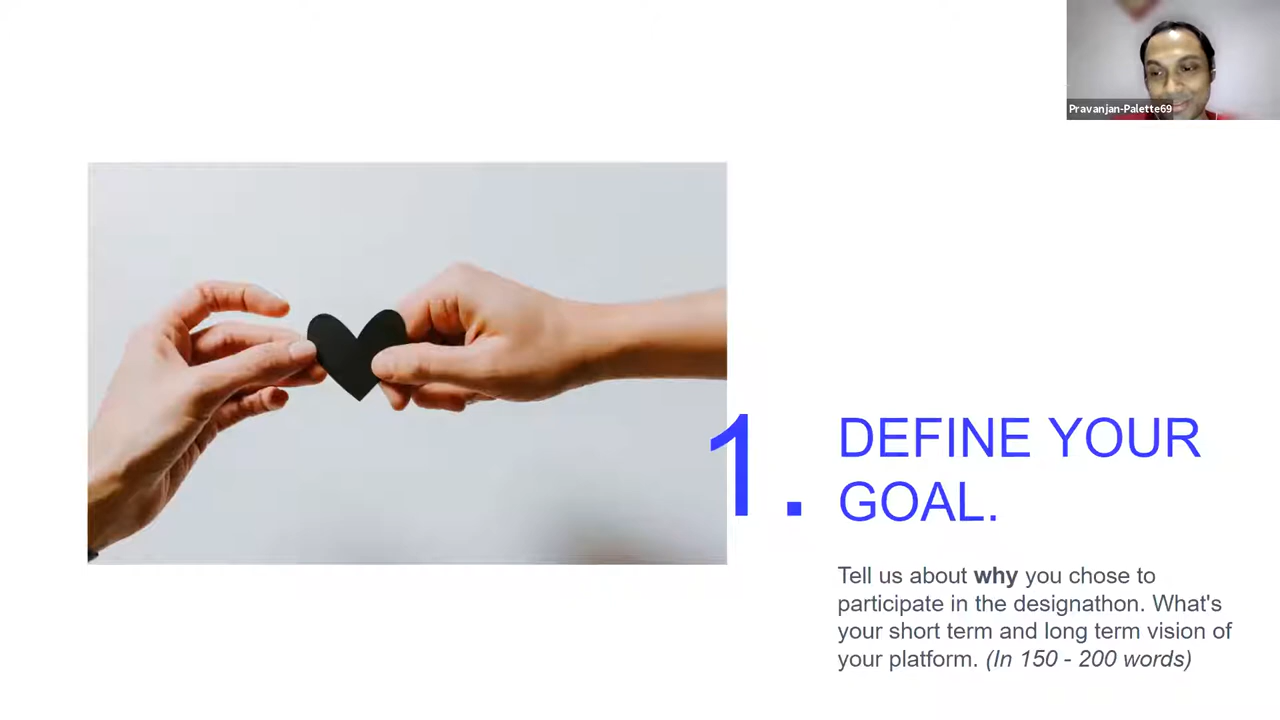 Pravanjan-Palette69
1. DEFINE YOUR
GOAL.
Tell us about why you chose to
participate in the designathon. What's
your short term and long term vision of
your platform. (In 150 - 200 words)